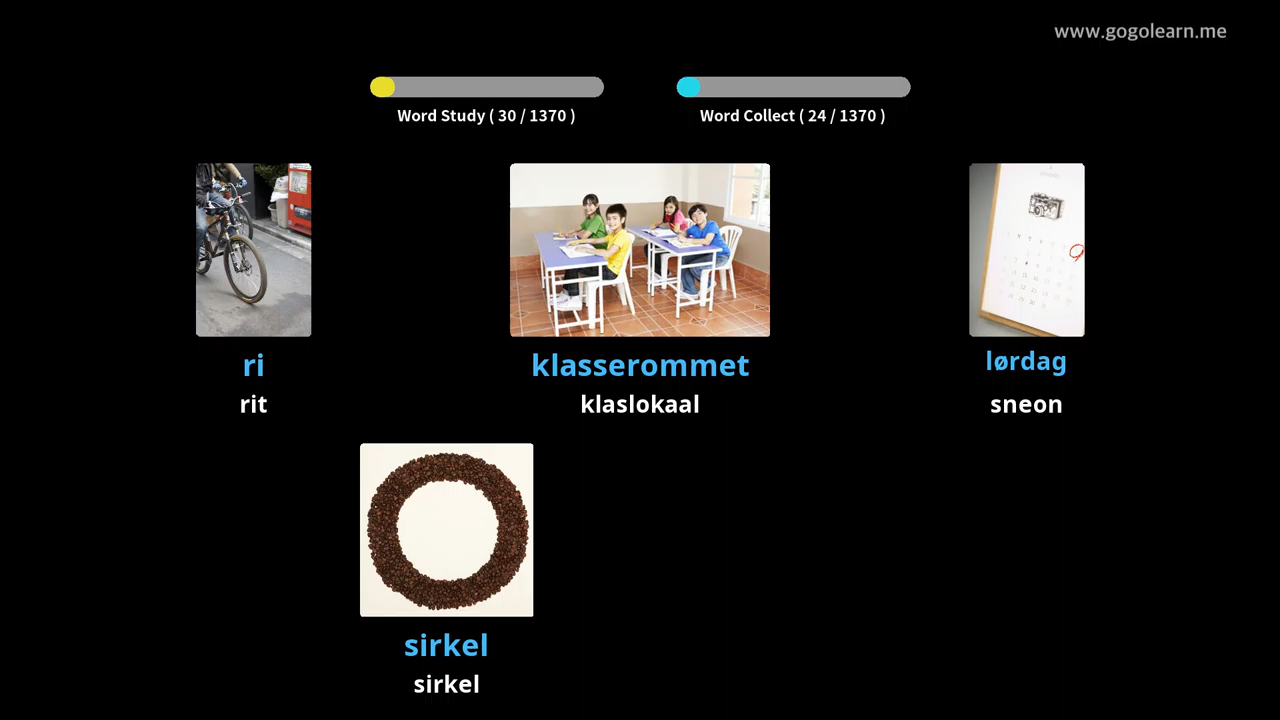 www.gogolearn.me
Word Study ( 30 / 1370 )
Word Collect ( 24 / 1370 )
ri
klasserommet
lørdag
rit
klaslokaal
sneon
sirkel
sirkel